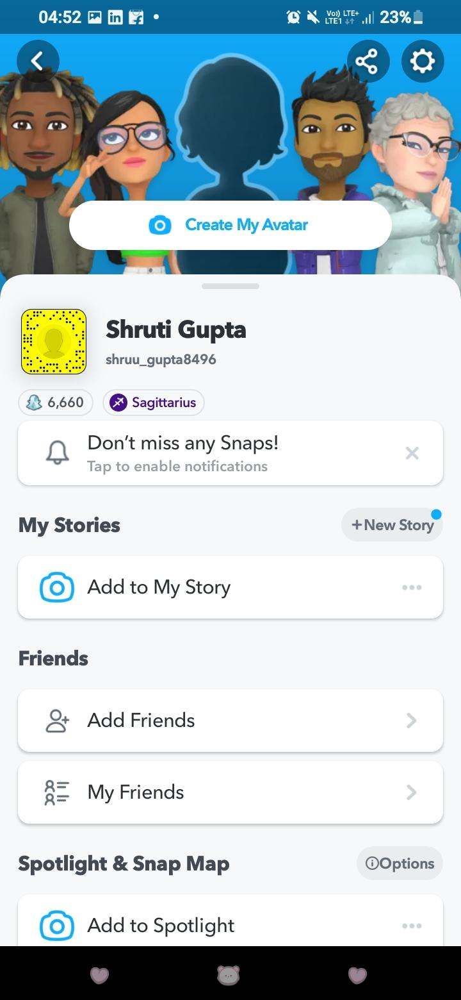 04:52
Vo)) LTE+
LTE1
23%
Create My Avatar
Shruti Gupta
shruu_gupta8496
6,660
Sagittarius
Don’t miss any Snaps!
Tap to enable notifications
My Stories
+New Story
Add to My Story
Friends
Add Friends
My Friends
Spotlight & Snap Map
Options
Add to Spotlight